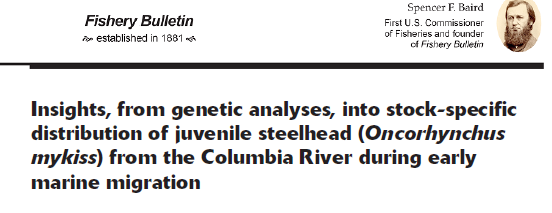 Fishery Bulletin
established in 1881
Spencer F. Baird
First U.S. Commissioner
of Fisheries and founder
of Fishery Bulletin
Insights, from genetic analyses, into stock-specific
distribution of juvenile steelhead (Oncorhynchus
mykiss) from the Columbia River during early
marine migration